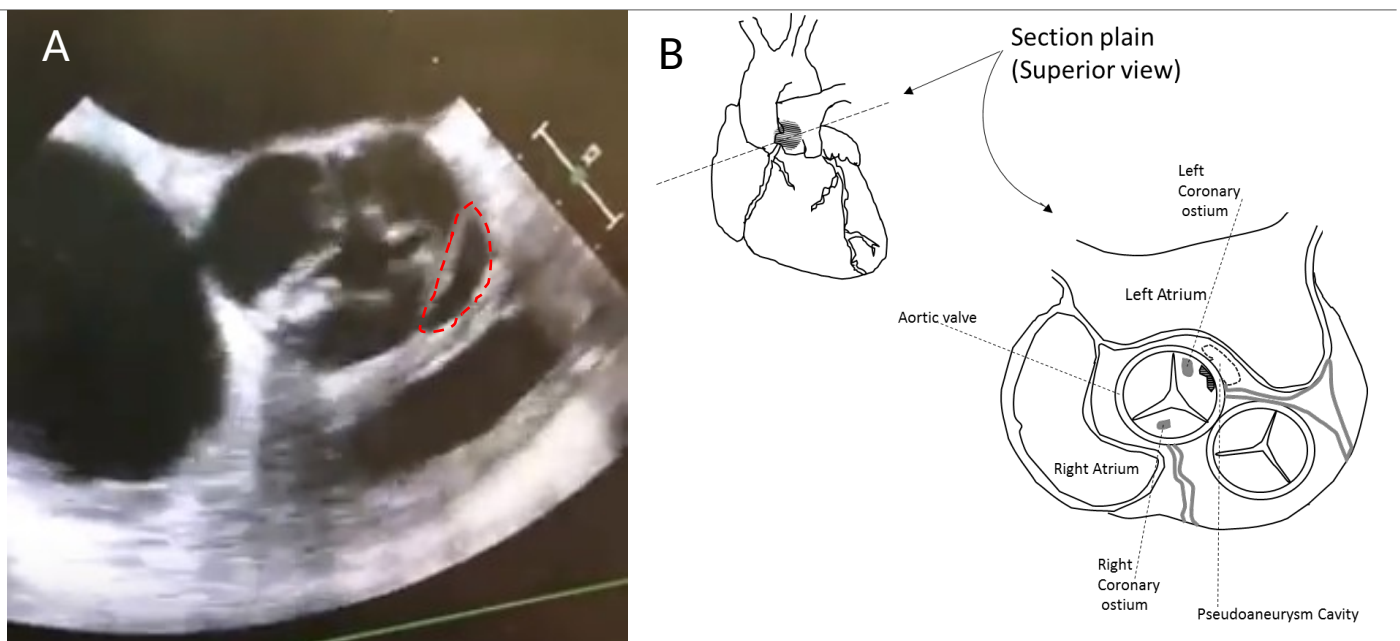 A
B
Section plain
(Superior view)
Left
Coronary
ostium
Left Atrium
Aortic valve
Right Atrium
Right
Coronary
ostium
Pseudoaneurysm Cavity